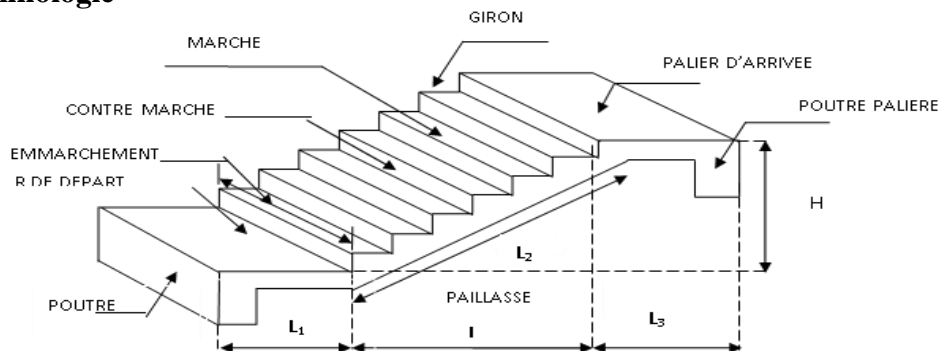 GIRON
MARCHE
PALIER D'ARRIVEE
POUTRE PALIERE
CONTRE MARCHE
EMMARCHEMENT
R DE DEPART
H
L₂
PAILLASSE
POUTRE
L₁
l
L₃